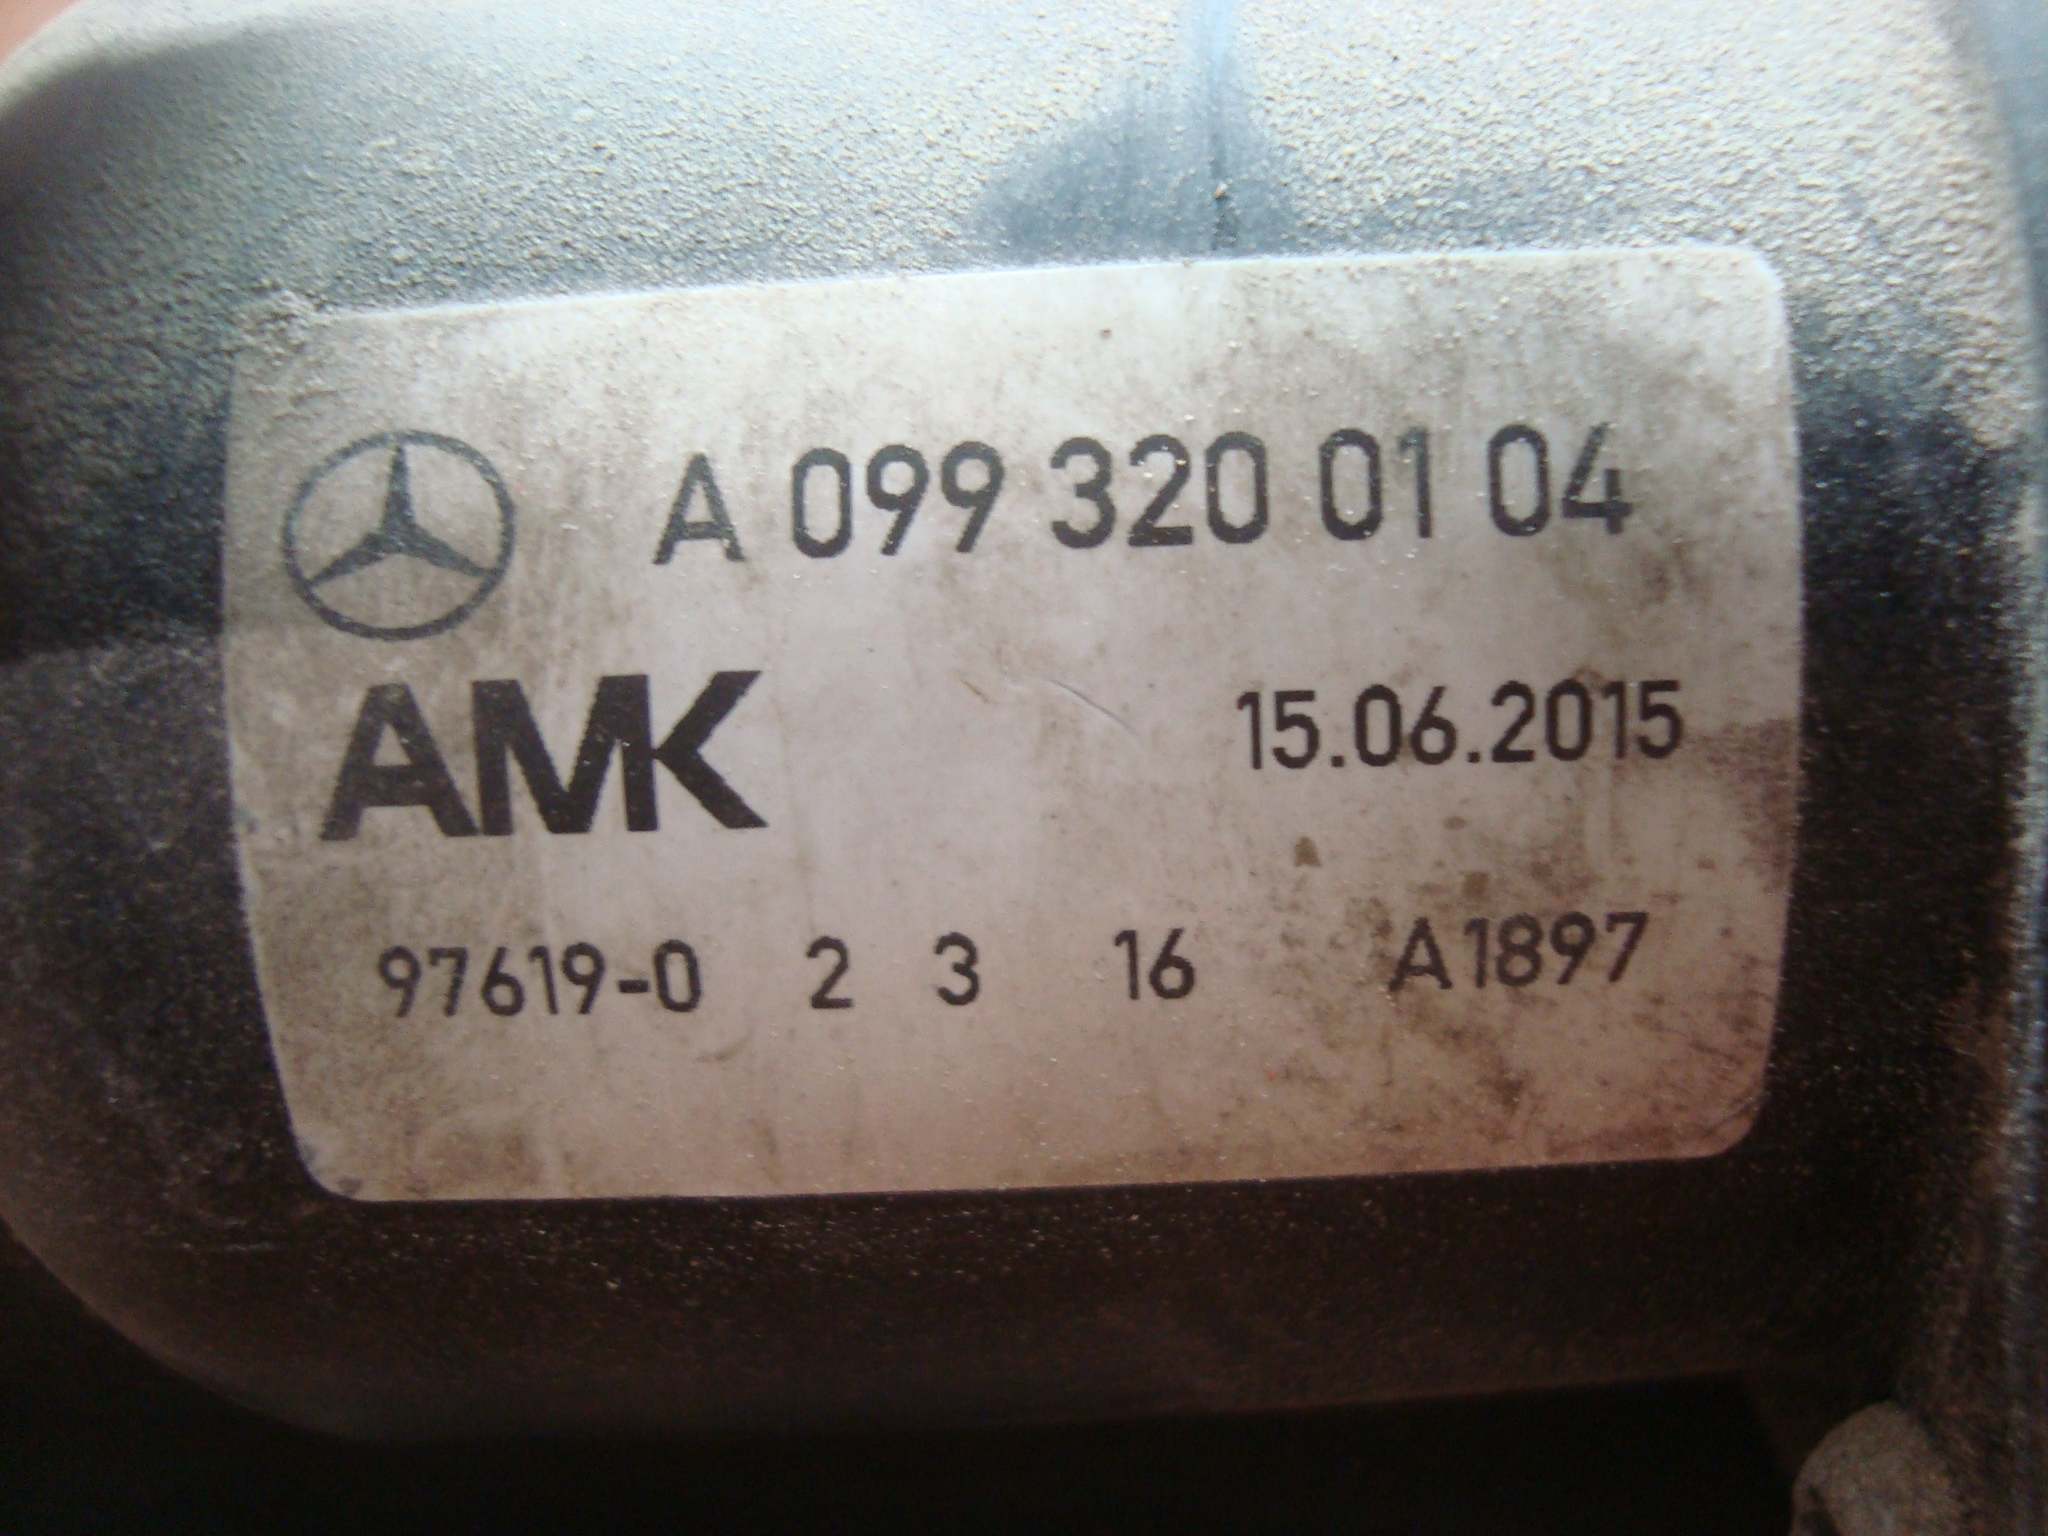 A 099 320 01 04
AMK 15.06.2015
97619-0 2 3 16 A1897